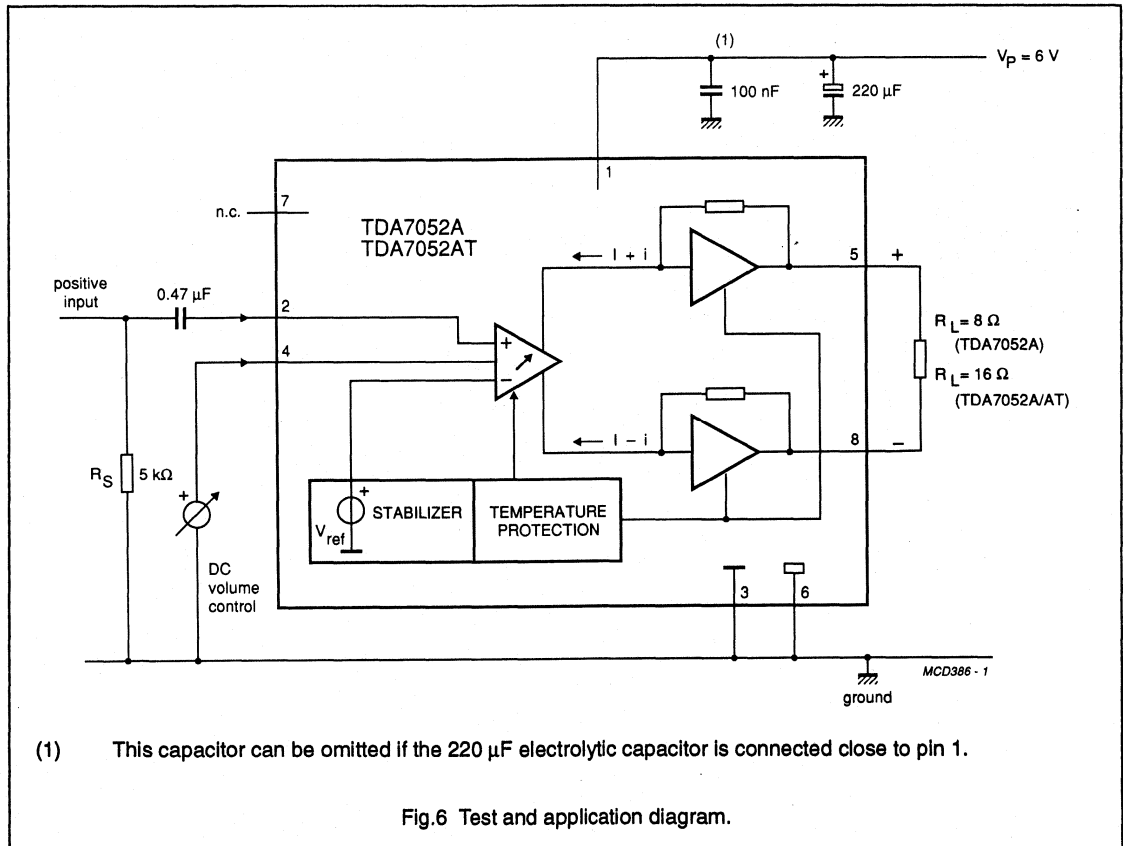 (1)
V_P = 6 V
100 nF
+
220 µF
1
7
n.c.
TDA7052A
TDA7052AT
I + i
5
+
positive
input
0.47 µF
2
+
4
−
R_L = 8 Ω
(TDA7052A)
R_L = 16 Ω
(TDA7052A/AT)
I − i
8
−
R_S
5 kΩ
+
+
V_ref
STABILIZER
TEMPERATURE
PROTECTION
DC
volume
control
3
6
MCD386 - 1
ground
(1) This capacitor can be omitted if the 220 µF electrolytic capacitor is connected close to pin 1.
Fig.6 Test and application diagram.